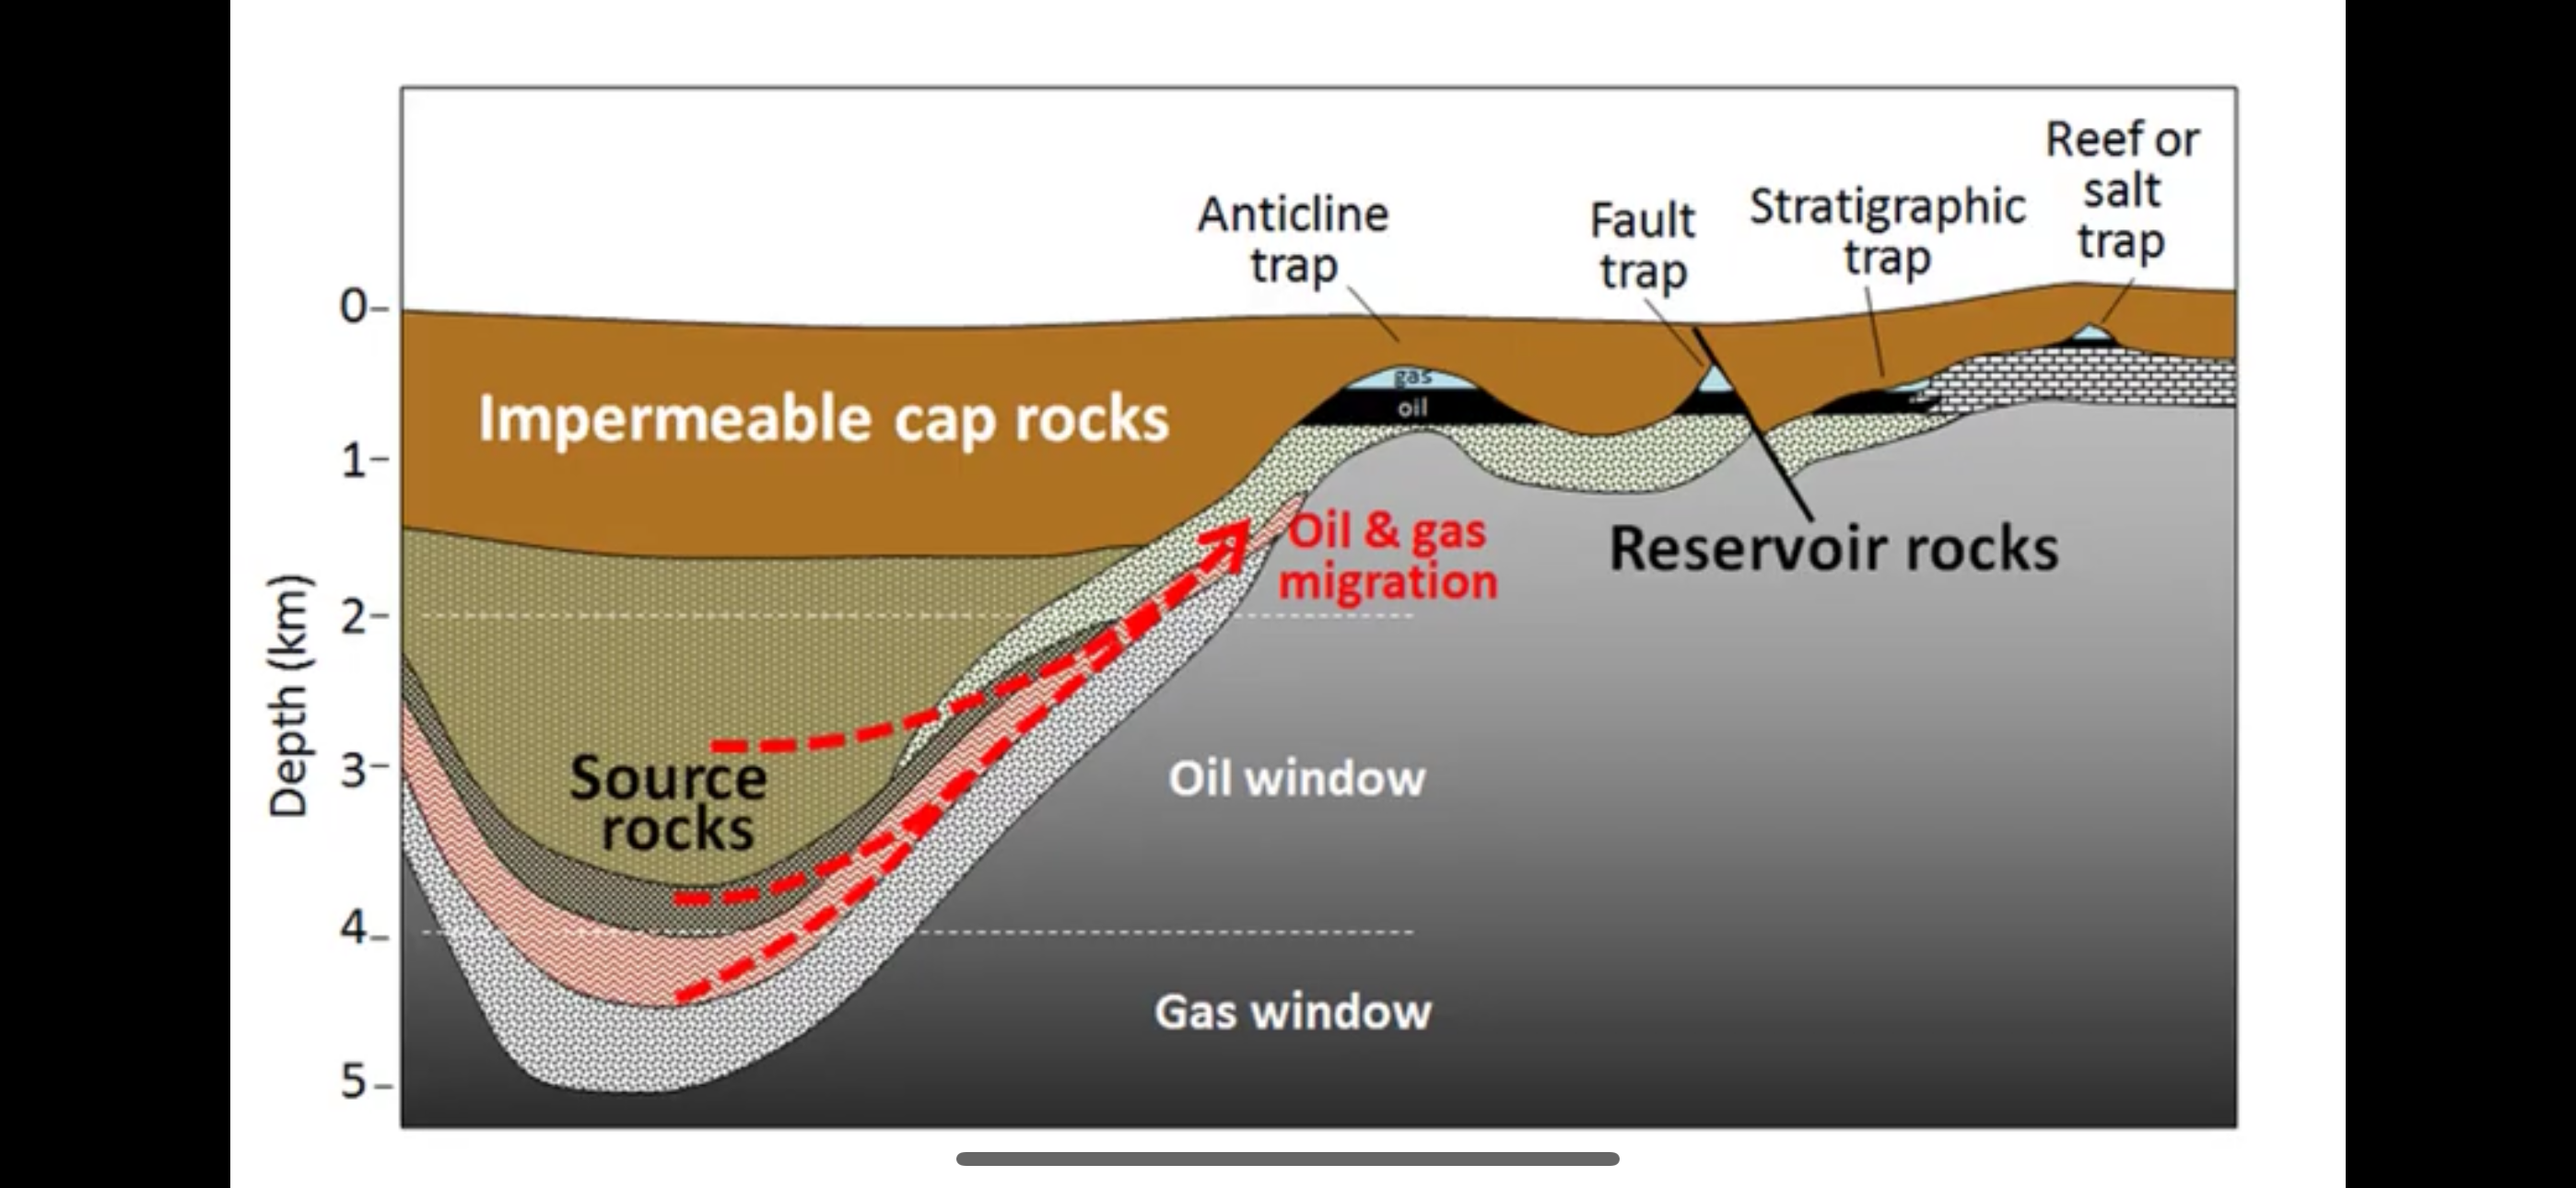 Anticline
trap
Fault
trap
Stratigraphic
trap
Reef or
salt
trap
0
gas
oil
Impermeable cap rocks
1
Oil & gas
migration
Reservoir rocks
Depth (km)
2
3
Source
rocks
Oil window
4
Gas window
5